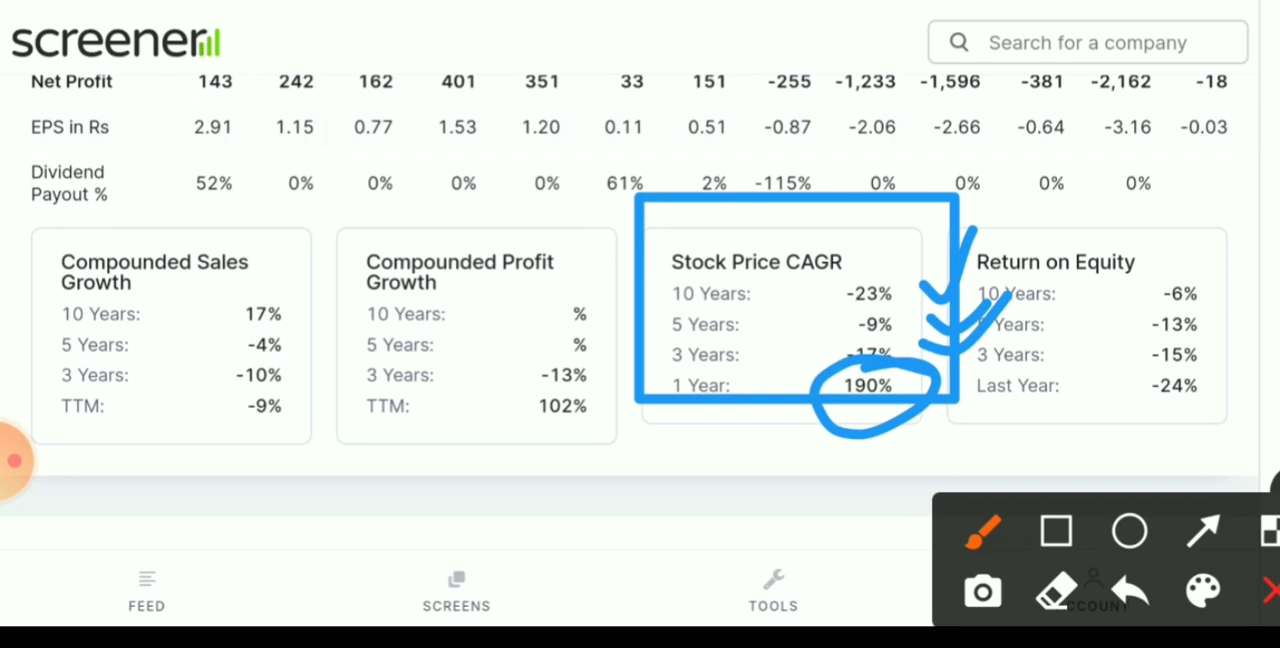 screener
Search for a company
Net Profit 143 242 162 401 351 33 151 -255 -1,233 -1,596 -381 -2,162 -18
EPS in Rs 2.91 1.15 0.77 1.53 1.20 0.11 0.51 -0.87 -2.06 -2.66 -0.64 -3.16 -0.03
Dividend
Payout % 52% 0% 0% 0% 0% 61% 2% -115% 0% 0% 0% 0%
Compounded Sales
Growth
10 Years: 17%
5 Years: -4%
3 Years: -10%
TTM: -9%
Compounded Profit
Growth
10 Years: %
5 Years: %
3 Years: -13%
TTM: 102%
Stock Price CAGR
10 Years: -23%
5 Years: -9%
3 Years: -17%
1 Year: 190%
Return on Equity
10 Years: -6%
Years: -13%
3 Years: -15%
Last Year: -24%
FEED
SCREENS
TOOLS